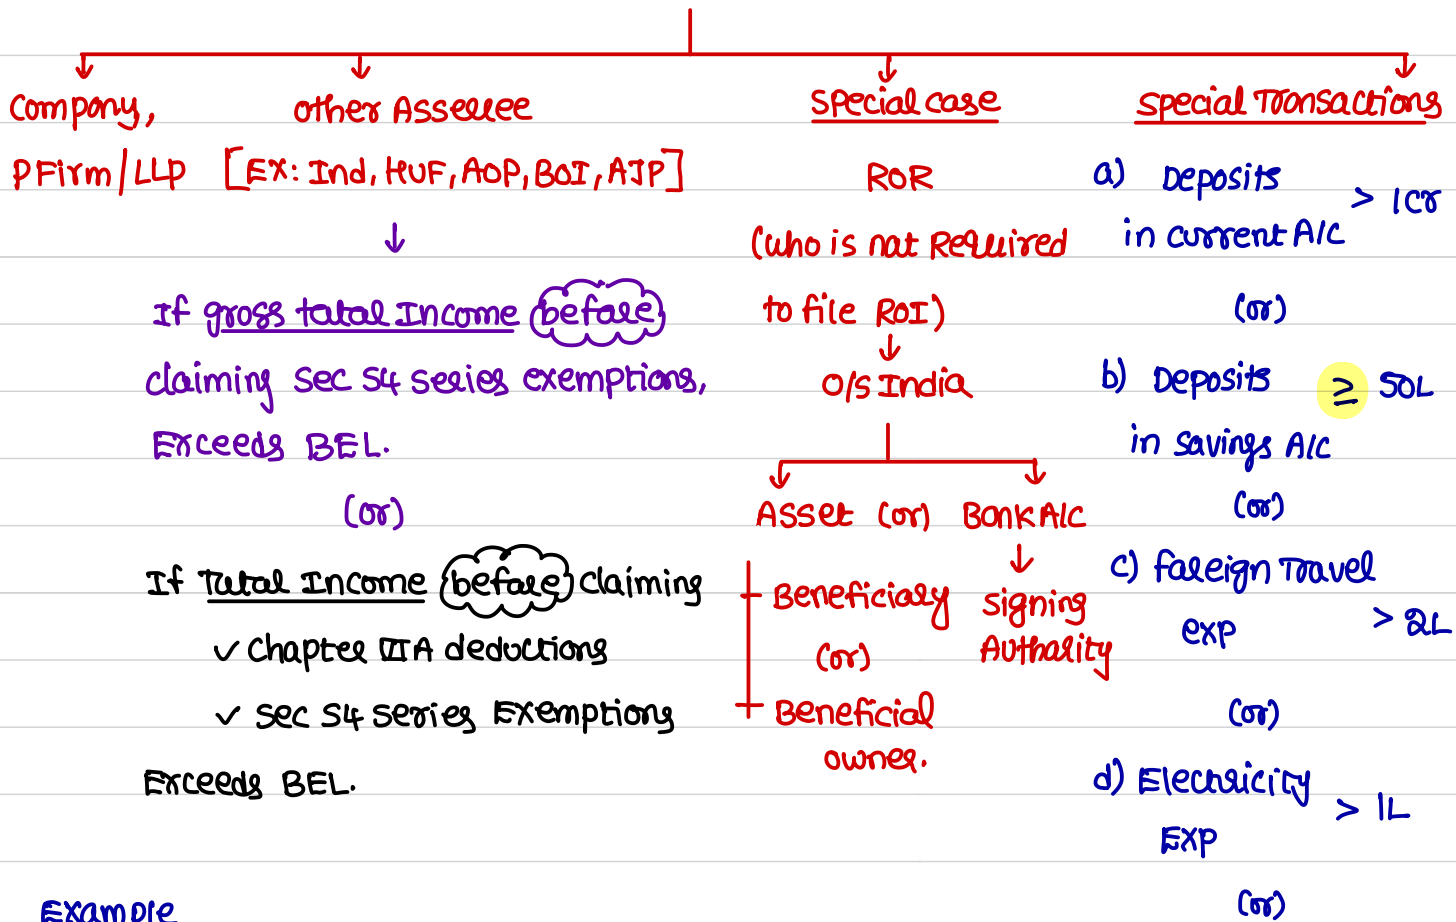 Company,
P Firm/LLP
other Assessee
[EX: Ind, HUF, AOP, BOI, AJP]
If gross total Income before
claiming sec 54 series exemptions,
Exceeds BEL.
(or)
If Total Income before claiming
✓ Chapter VIA deductions
✓ sec 54 series Exemptions
Exceeds BEL.
special case
ROR
(who is not Required
to file ROI)
O/S India
Asset (or) Bank A/C
Beneficiary
(or)
Beneficial
owner.
signing
Authority
special Transactions
a) Deposits
in current A/C > 1Cr
(or)
b) Deposits ≥ 50L
in savings A/C
(or)
c) foreign Travel
exp > 2L
(or)
d) Electricity
Exp > 1L
(or)
Example